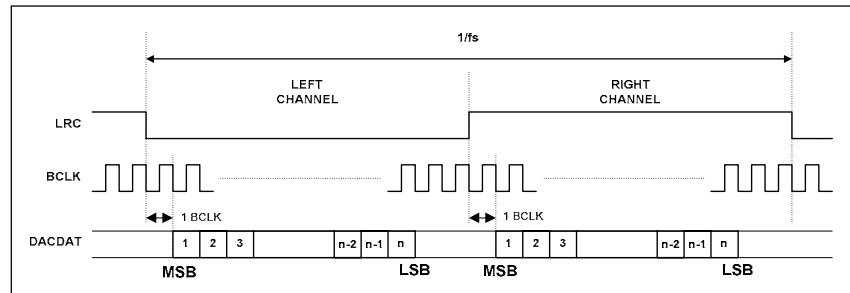 1/fs
LEFT CHANNEL
RIGHT CHANNEL
LRC
BCLK
1 BCLK
1 BCLK
DACDAT
1 2 3 n-2 n-1 n 1 2 3 n-2 n-1 n
MSB LSB MSB LSB